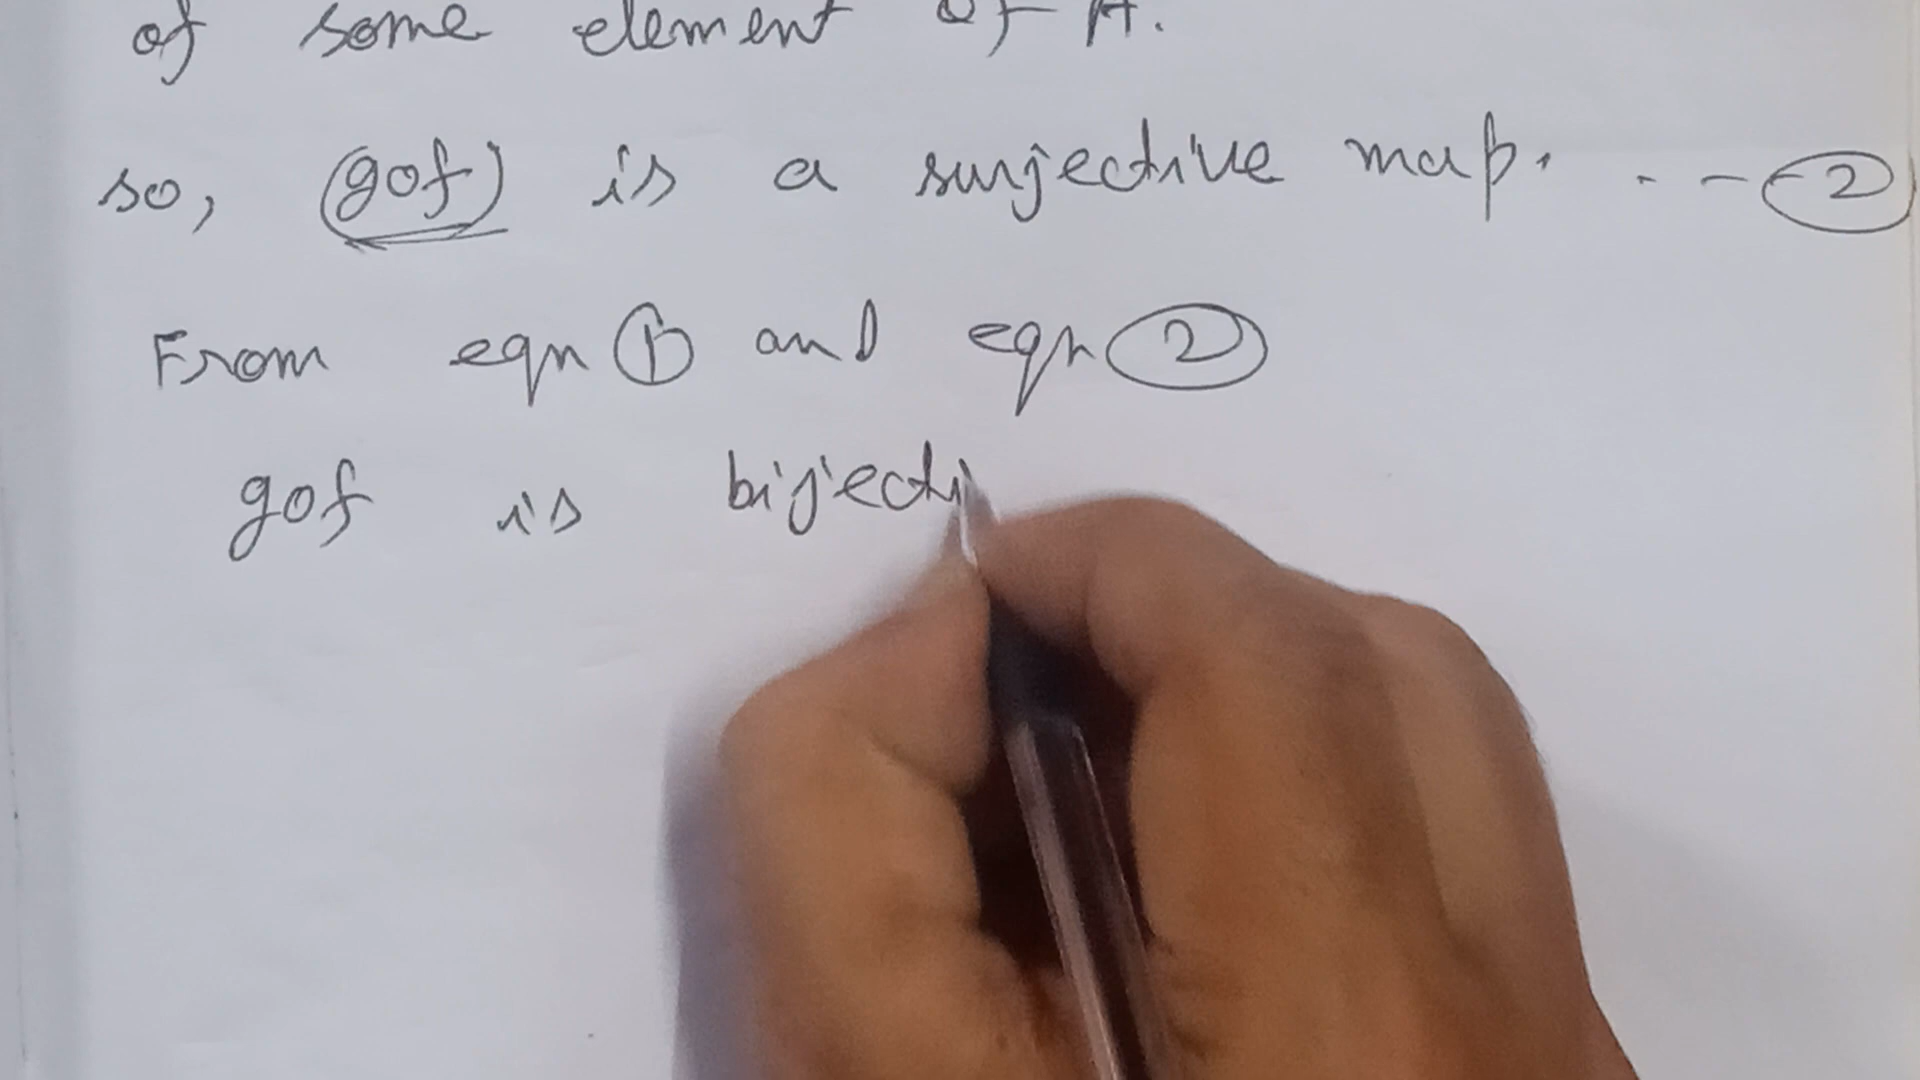 of some element of A.
so, (gof) is a surjective map. . - - 2
From eqn 1 and eqn 2
gof is bijecti